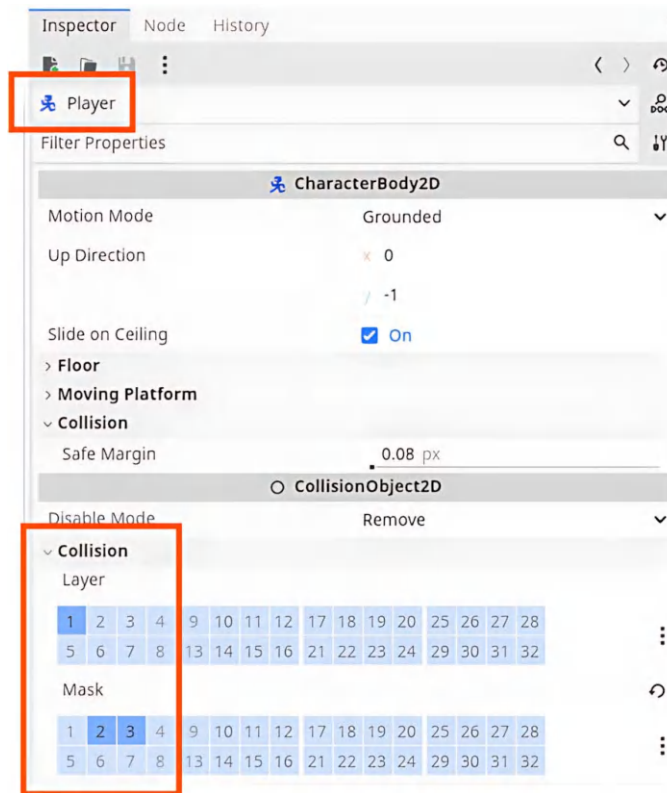 Inspector Node History
Player
DOC
Filter Properties
CharacterBody2D
Motion Mode Grounded
Up Direction x 0
y -1
Slide on Ceiling On
Floor
Moving Platform
Collision
Safe Margin 0.08 px
CollisionObject2D
Disable Mode Remove
Collision
Layer
1 2 3 4 9 10 11 12 17 18 19 20 25 26 27 28
5 6 7 8 13 14 15 16 21 22 23 24 29 30 31 32
Mask
1 2 3 4 9 10 11 12 17 18 19 20 25 26 27 28
5 6 7 8 13 14 15 16 21 22 23 24 29 30 31 32